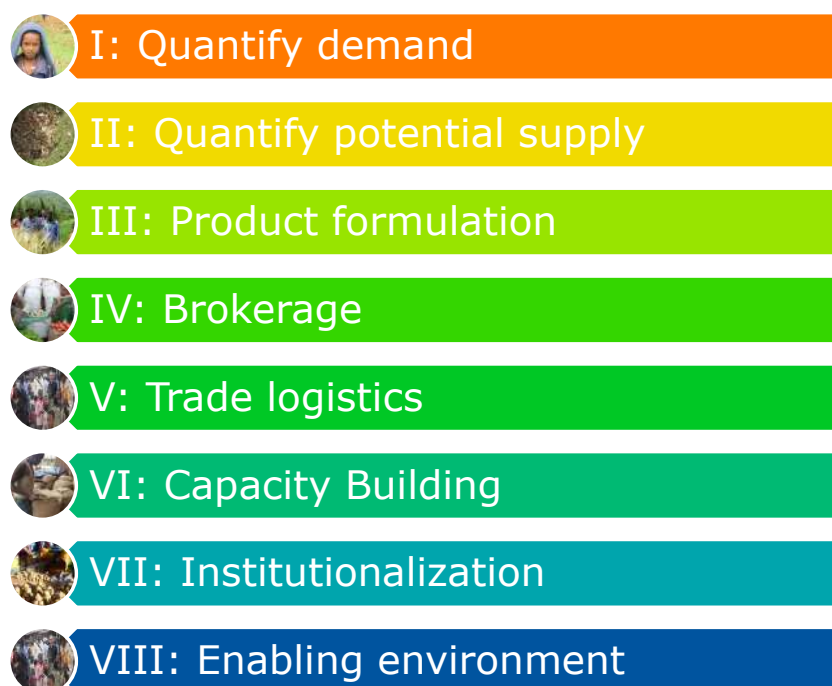 I: Quantify demand
II: Quantify potential supply
III: Product formulation
IV: Brokerage
V: Trade logistics
VI: Capacity Building
VII: Institutionalization
VIII: Enabling environment